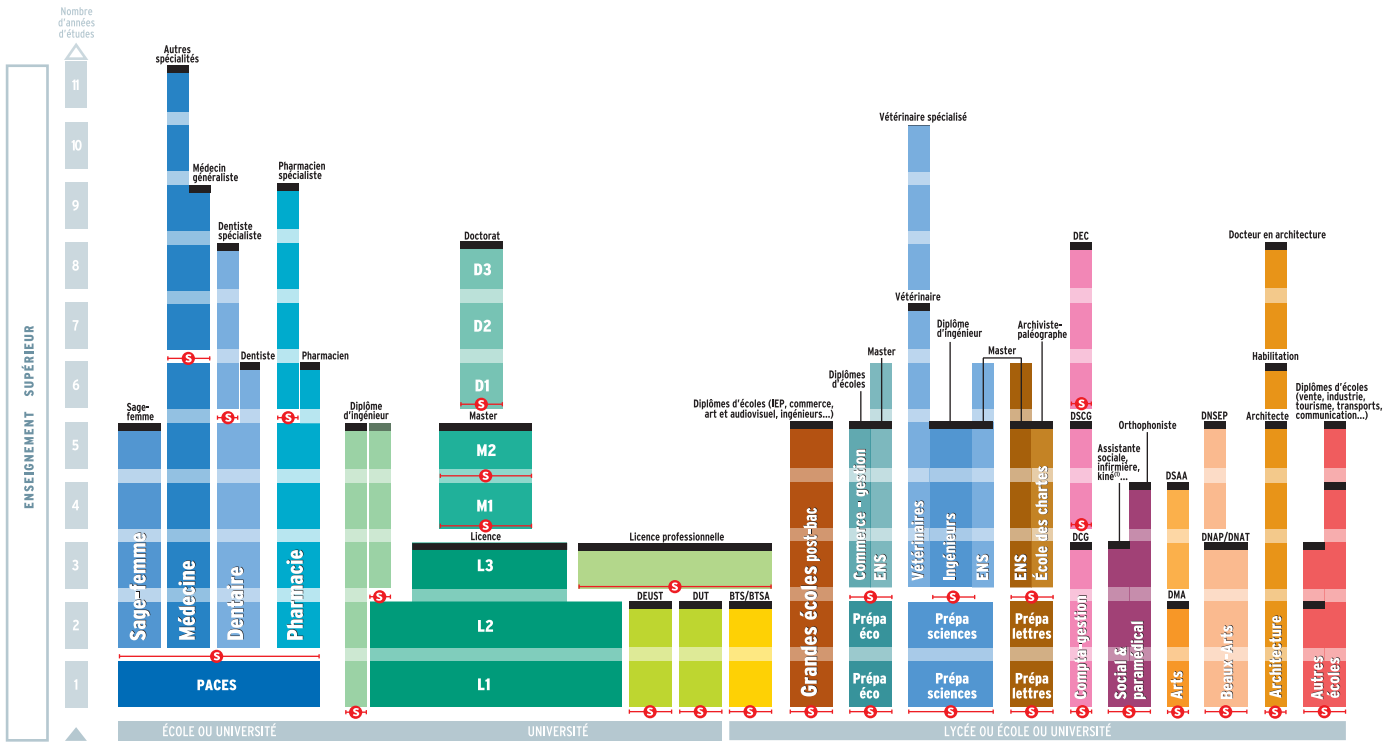 Nombre
d'années
d'études
ENSEIGNEMENT SUPÉRIEUR
11
10
9
8
7
6
5
4
3
2
1
Autres
spécialités
Médecin
généraliste
Dentiste
spécialiste
Pharmacien
spécialiste
Dentiste
Pharmacien
Sage-
femme
Sage-femme
Médecine
Dentaire
Pharmacie
S
S
S
S
PACES
Diplôme
d'ingénieur
S
S
Doctorat
D3
D2
D1
S
Master
M2
S
M1
S
Licence
L3
L2
L1
Licence professionnelle
S
DEUST
DUT
BTS/BTSA
S
S
S
Diplômes d'écoles (IEP, commerce,
art et audiovisuel, ingénieurs...)
Grandes écoles post-bac
S
Diplômes
d'écoles
Master
Commerce - gestion
ENS
S
Prépa
éco
Prépa
éco
S
Vétérinaire spécialisé
Vétérinaire
Diplôme
d'ingénieur
Master
Archiviste-
paléographe
Vétérinaires
Ingénieurs
ENS
S
Prépa
sciences
Prépa
sciences
S
ENS
École des chartes
S
Prépa
lettres
Prépa
lettres
S
DEC
S
DSCG
S
DCG
Compta-gestion
S
Orthophoniste
Assistante
sociale,
infirmière,
kiné(1)...
Social &
paramédical
S
DSAA
DMA
Arts
S
DNSEP
DNAP/DNAT
Beaux-Arts
S
Docteur en architecture
Habilitation
Architecte
Architecture
S
Diplômes d'écoles
(vente, industrie,
tourisme, transports,
communication...)
Autres
écoles
S
ÉCOLE OU UNIVERSITÉ
UNIVERSITÉ
LYCÉE OU ÉCOLE OU UNIVERSITÉ